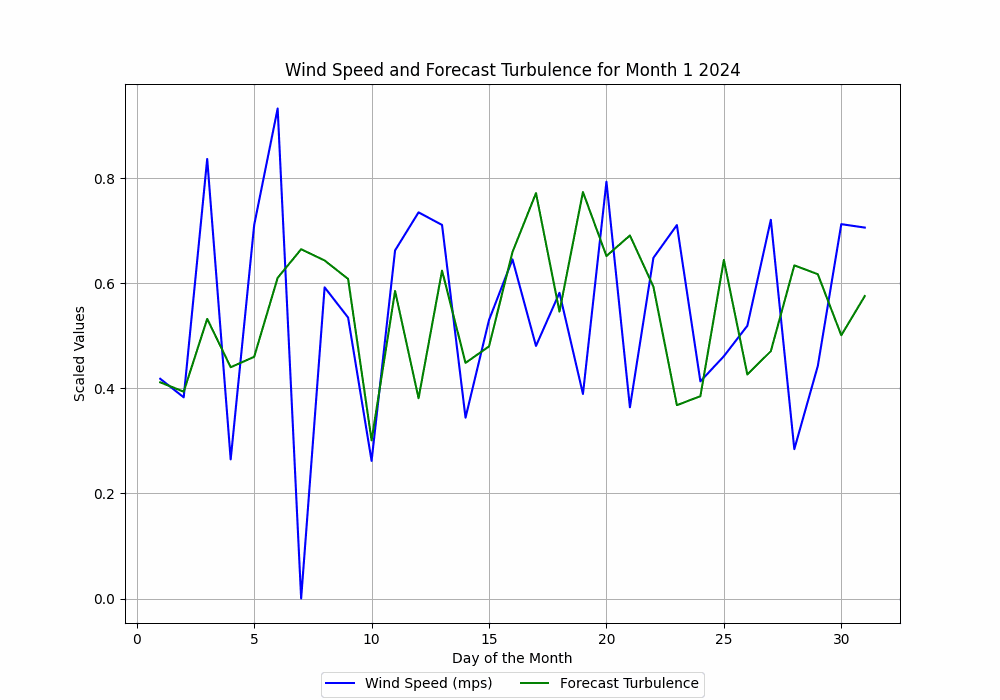 Wind Speed and Forecast Turbulence for Month 1 2024
Scaled Values
0.8
0.6
0.4
0.2
0.0
0 5 10 15 20 25 30
Day of the Month
Wind Speed (mps) Forecast Turbulence